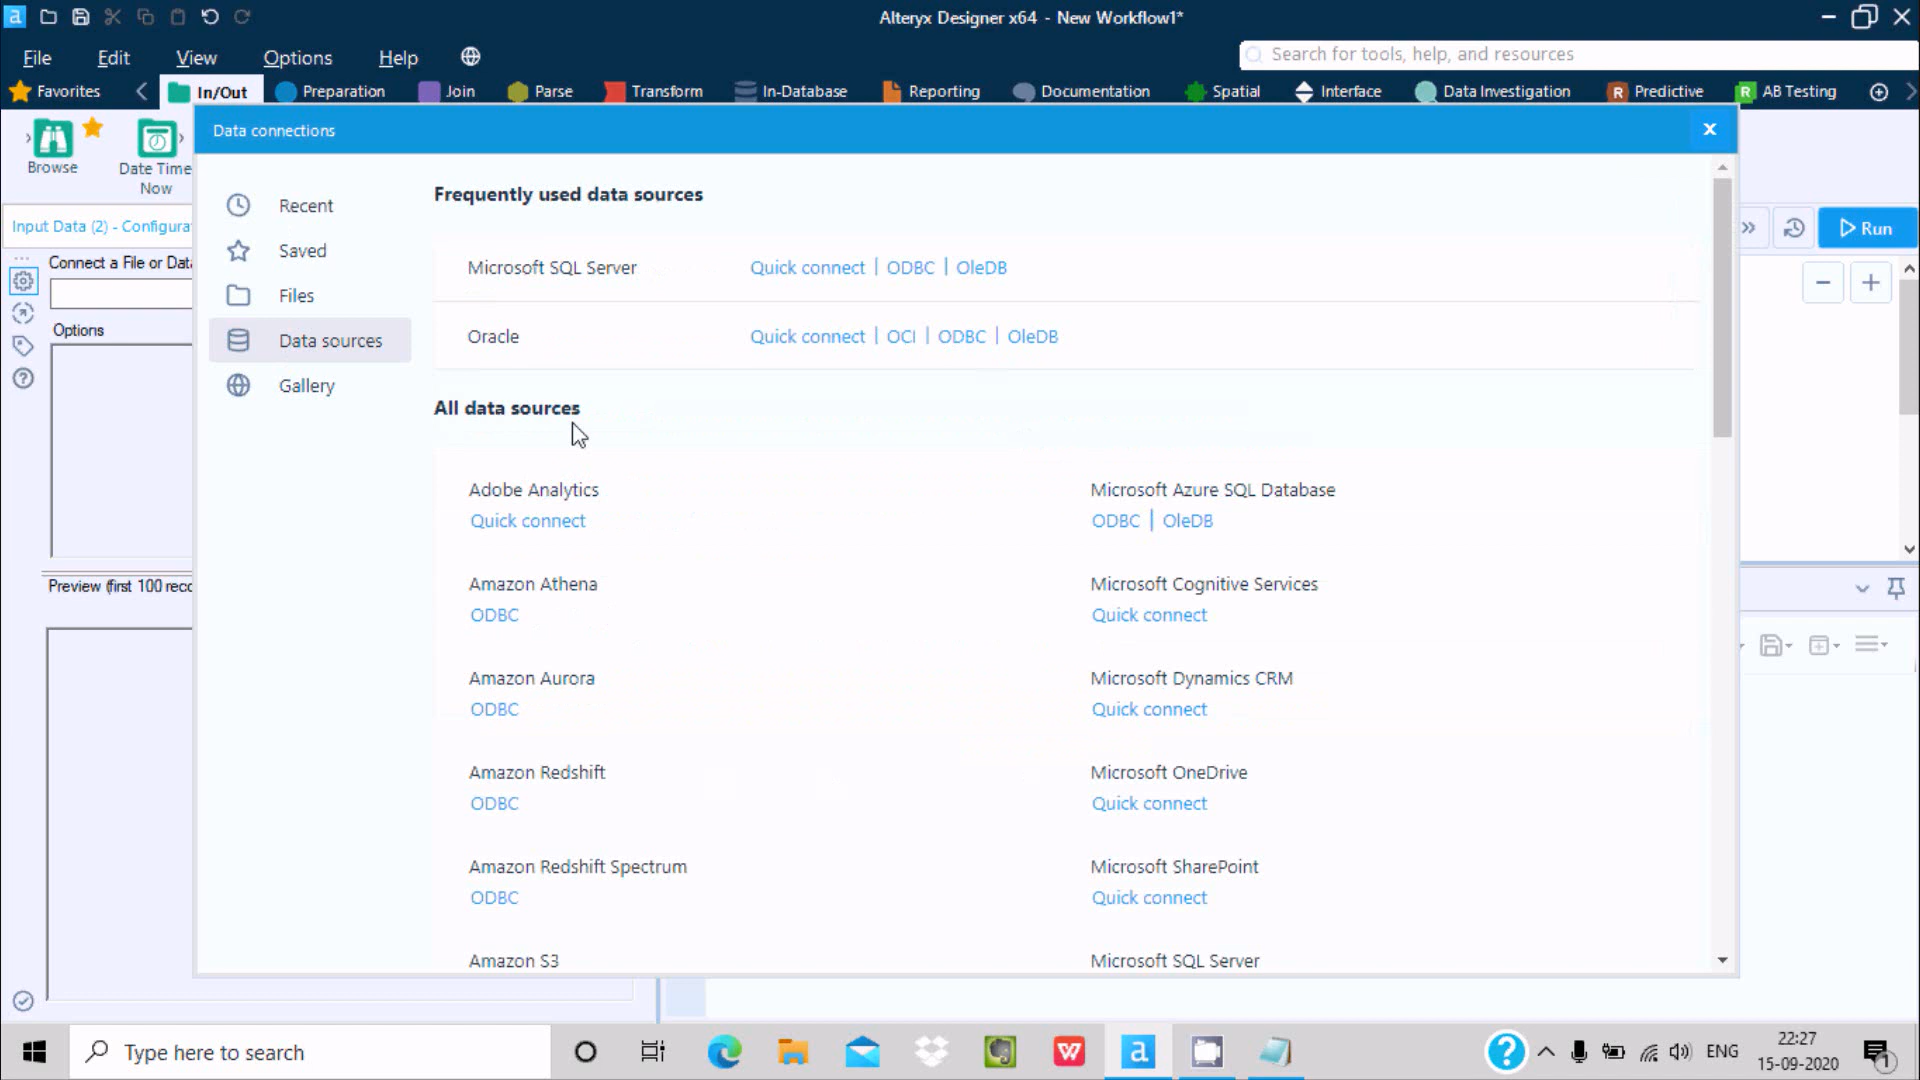 Alteryx Designer x64 - New Workflow1*
File Edit View Options Help
Search for tools, help, and resources
Favorites In/Out Preparation Join Parse Transform In-Database Reporting Documentation Spatial Interface Data Investigation Predictive AB Testing
Browse
Date Time
Now
Data connections
Input Data (2) - Configura
Run
Connect a File or Data
Options
Preview (first 100 reco
Recent
Saved
Files
Data sources
Gallery
Frequently used data sources
Microsoft SQL Server Quick connect | ODBC | OleDB
Oracle Quick connect | OCI | ODBC | OleDB
All data sources
Adobe Analytics
Quick connect
Amazon Athena
ODBC
Amazon Aurora
ODBC
Amazon Redshift
ODBC
Amazon Redshift Spectrum
ODBC
Amazon S3
Microsoft Azure SQL Database
ODBC | OleDB
Microsoft Cognitive Services
Quick connect
Microsoft Dynamics CRM
Quick connect
Microsoft OneDrive
Quick connect
Microsoft SharePoint
Quick connect
Microsoft SQL Server
Type here to search
ENG
22:27
15-09-2020
1